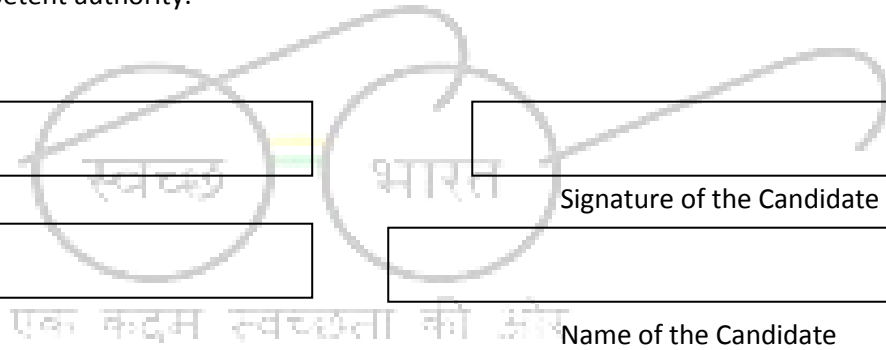 petent authority.
स्वच्छ भारत
Signature of the Candidate
एक कदम स्वच्छता की ओर
Name of the Candidate